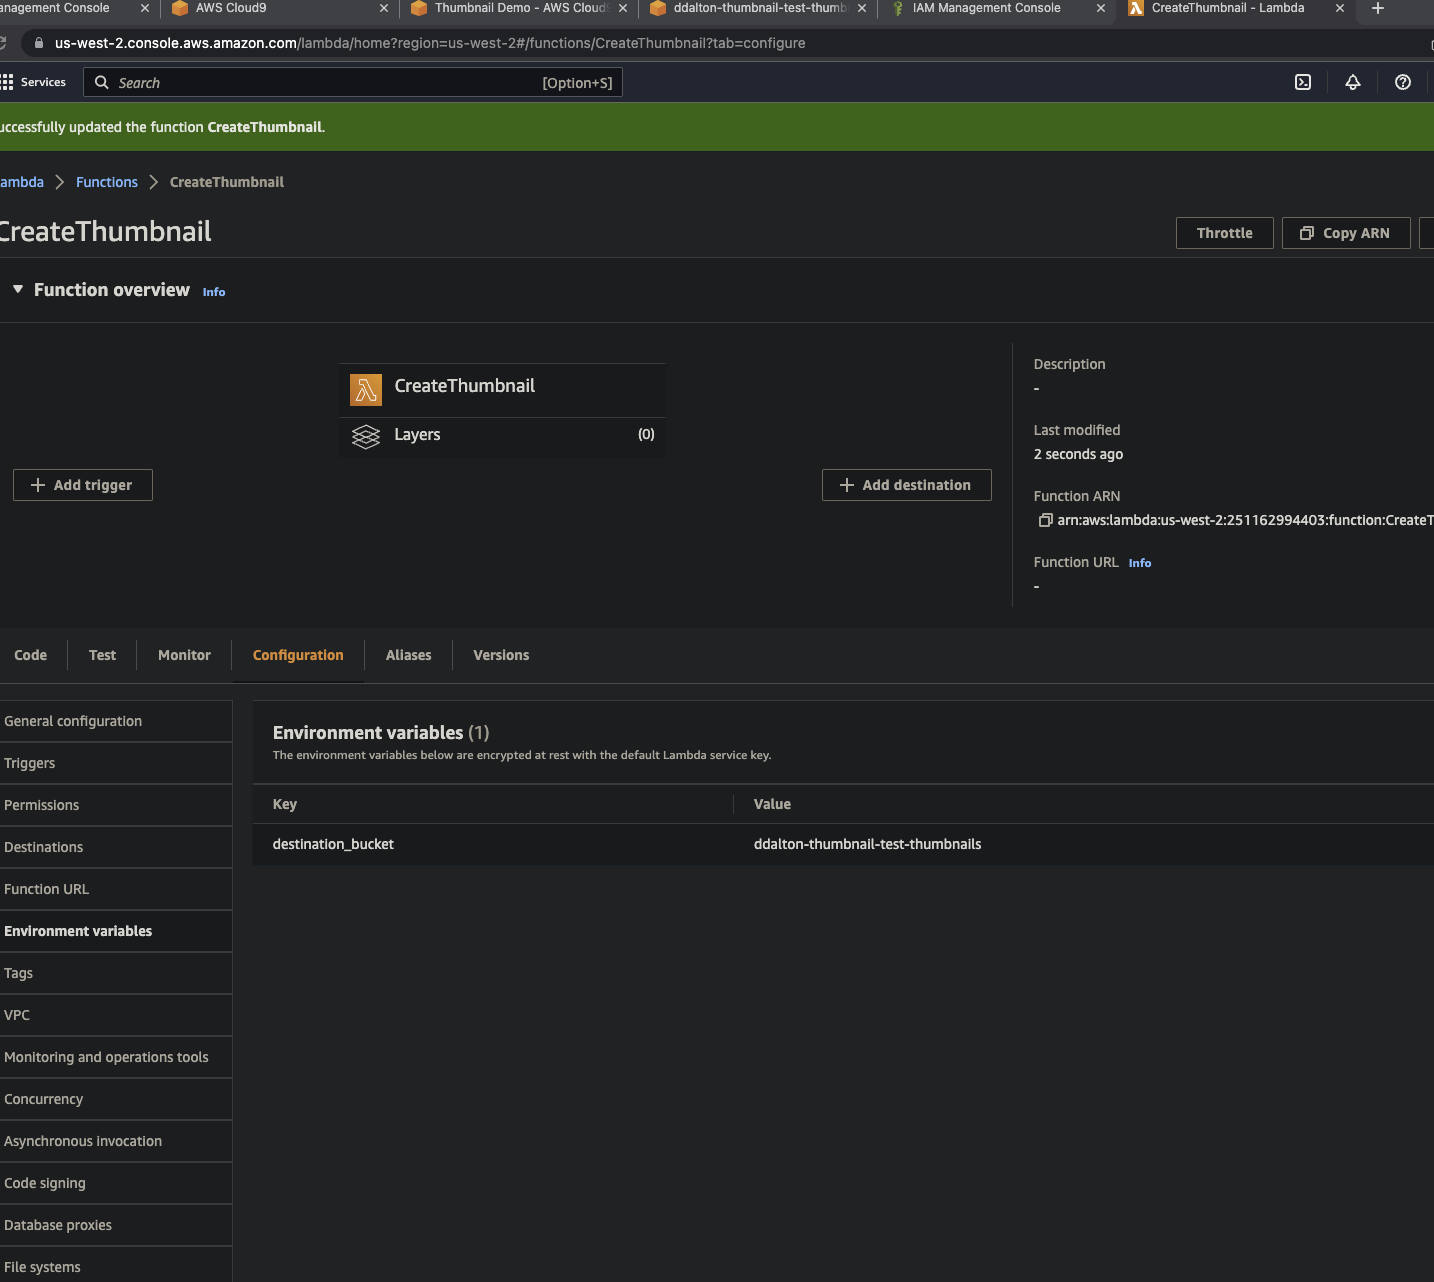 anagement Console
AWS Cloud9
Thumbnail Demo - AWS Cloud9
ddalton-thumbnail-test-thumb
IAM Management Console
CreateThumbnail - Lambda
us-west-2.console.aws.amazon.com/lambda/home?region=us-west-2#/functions/CreateThumbnail?tab=configure
Services
Search
[Option+S]
uccessfully updated the function CreateThumbnail.
ambda
Functions
CreateThumbnail
CreateThumbnail
Throttle
Copy ARN
Function overview Info
CreateThumbnail
Layers
(0)
Add trigger
Add destination
Description
-
Last modified
2 seconds ago
Function ARN
arn:aws:lambda:us-west-2:251162994403:function:CreateT
Function URL Info
-
Code
Test
Monitor
Configuration
Aliases
Versions
General configuration
Triggers
Permissions
Destinations
Function URL
Environment variables
Tags
VPC
Monitoring and operations tools
Concurrency
Asynchronous invocation
Code signing
Database proxies
File systems
Environment variables (1)
The environment variables below are encrypted at rest with the default Lambda service key.
Key
Value
destination_bucket
ddalton-thumbnail-test-thumbnails